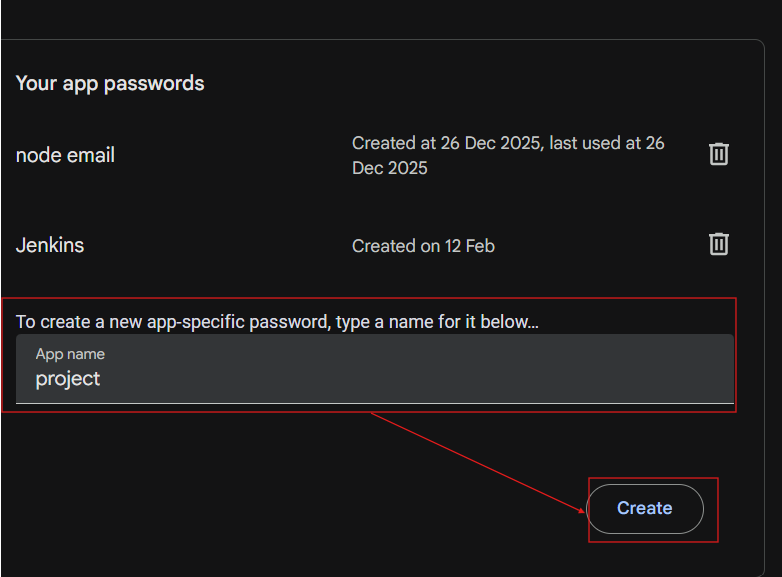 Your app passwords
node email
Created at 26 Dec 2025, last used at 26
Dec 2025
Jenkins
Created on 12 Feb
To create a new app-specific password, type a name for it below...
App name
project
Create